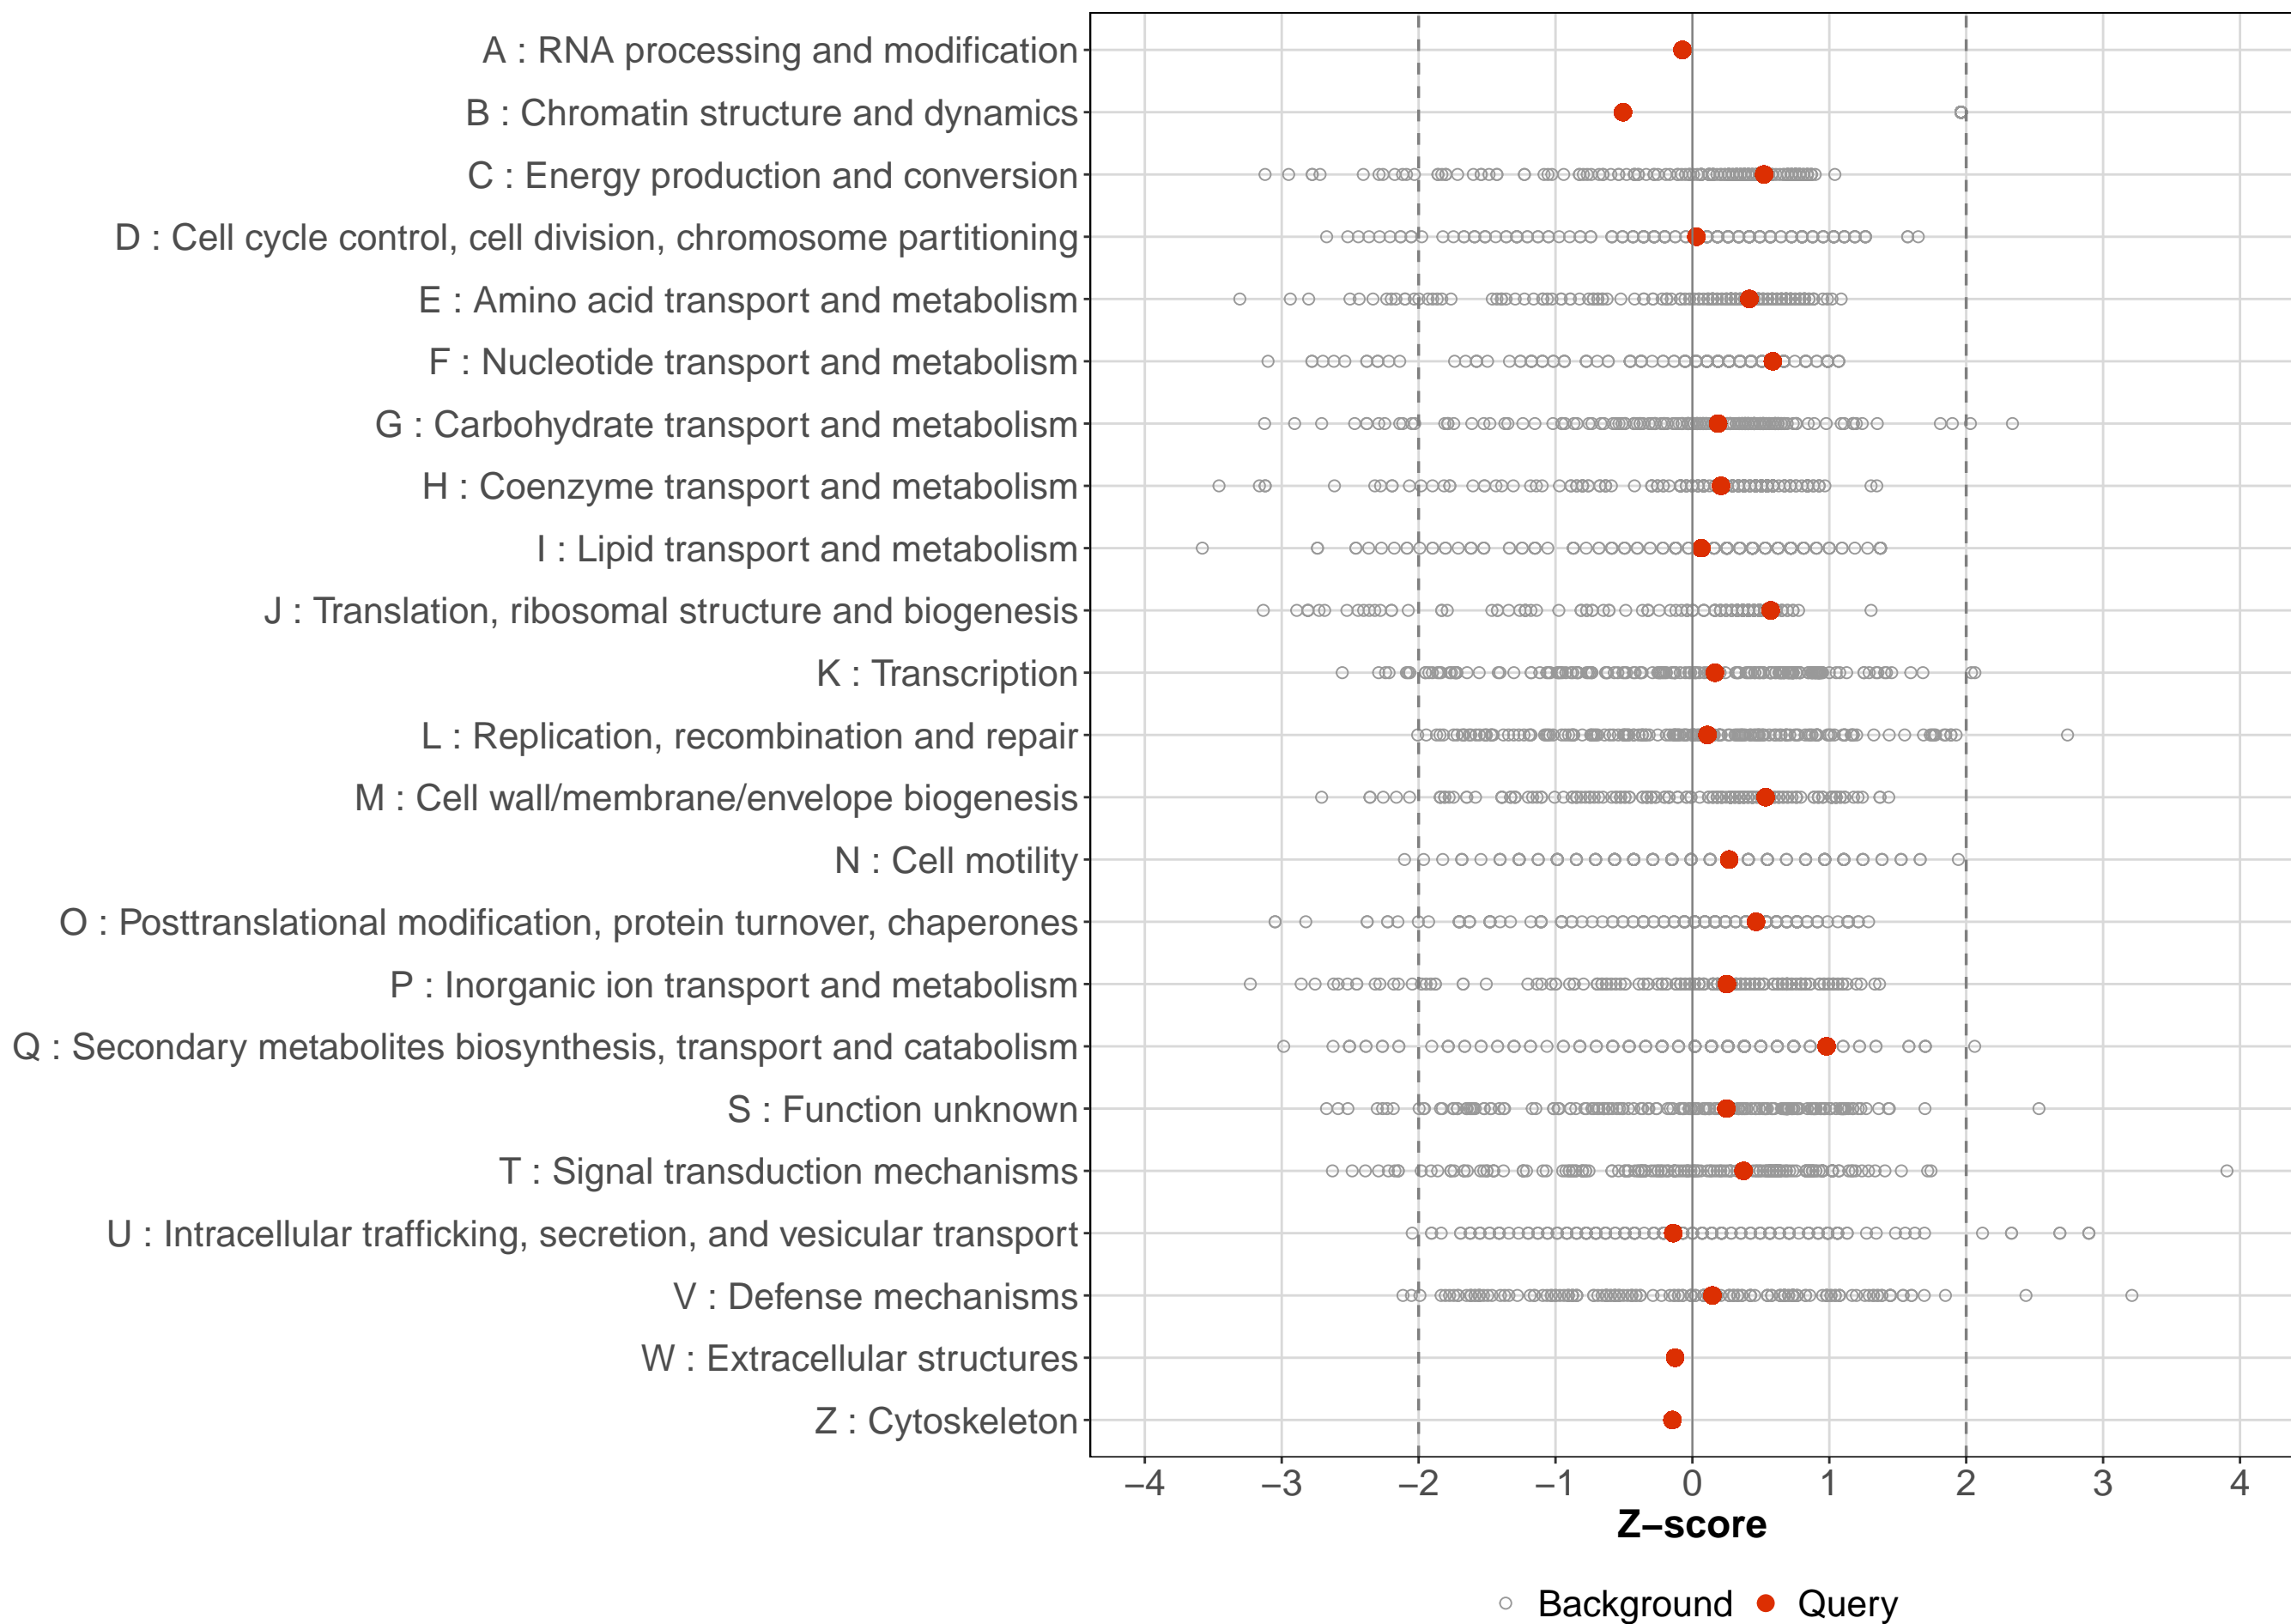 A : RNA processing and modification
B : Chromatin structure and dynamics
C : Energy production and conversion
D : Cell cycle control, cell division, chromosome partitioning
E : Amino acid transport and metabolism
F : Nucleotide transport and metabolism
G : Carbohydrate transport and metabolism
H : Coenzyme transport and metabolism
I : Lipid transport and metabolism
J : Translation, ribosomal structure and biogenesis
K : Transcription
L : Replication, recombination and repair
M : Cell wall/membrane/envelope biogenesis
N : Cell motility
O : Posttranslational modification, protein turnover, chaperones
P : Inorganic ion transport and metabolism
Q : Secondary metabolites biosynthesis, transport and catabolism
S : Function unknown
T : Signal transduction mechanisms
U : Intracellular trafficking, secretion, and vesicular transport
V : Defense mechanisms
W : Extracellular structures
Z : Cytoskeleton
−4 −3 −2 −1 0 1 2 3 4
Z−score
Background Query